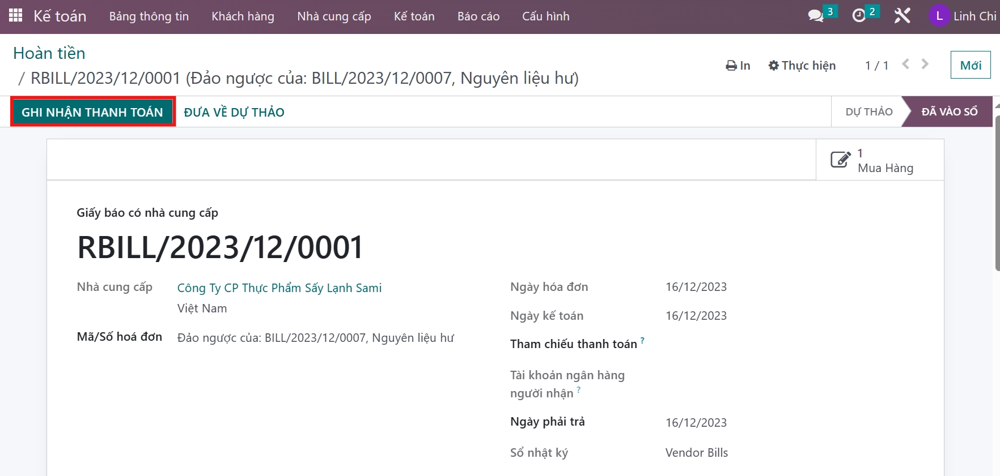 Kế toán Bảng thông tin Khách hàng Nhà cung cấp Kế toán Báo cáo Cấu hình 3 2 L Linh Chi
Hoàn tiền
/ RBILL/2023/12/0001 (Đảo ngược của: BILL/2023/12/0007, Nguyên liệu hư)
In Thực hiện 1 / 1 Mới
GHI NHẬN THANH TOÁN ĐƯA VỀ DỰ THẢO DỰ THẢO ĐÃ VÀO SỔ
1
Mua Hàng
Giấy báo có nhà cung cấp
RBILL/2023/12/0001
Nhà cung cấp Công Ty CP Thực Phẩm Sấy Lạnh Sami
Việt Nam
Mã/Số hoá đơn Đảo ngược của: BILL/2023/12/0007, Nguyên liệu hư
Ngày hóa đơn 16/12/2023
Ngày kế toán 16/12/2023
Tham chiếu thanh toán ?
Tài khoản ngân hàng
người nhận ?
Ngày phải trả 16/12/2023
Sổ nhật ký Vendor Bills